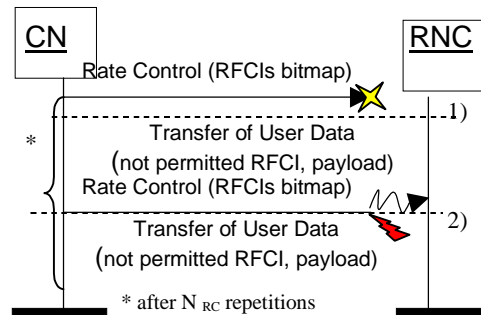 CN
RNC
Rate Control (RFCIs bitmap)
1)
*
Transfer of User Data
(not permitted RFCI, payload)
Rate Control (RFCIs bitmap)
2)
Transfer of User Data
(not permitted RFCI, payload)
* after N RC repetitions